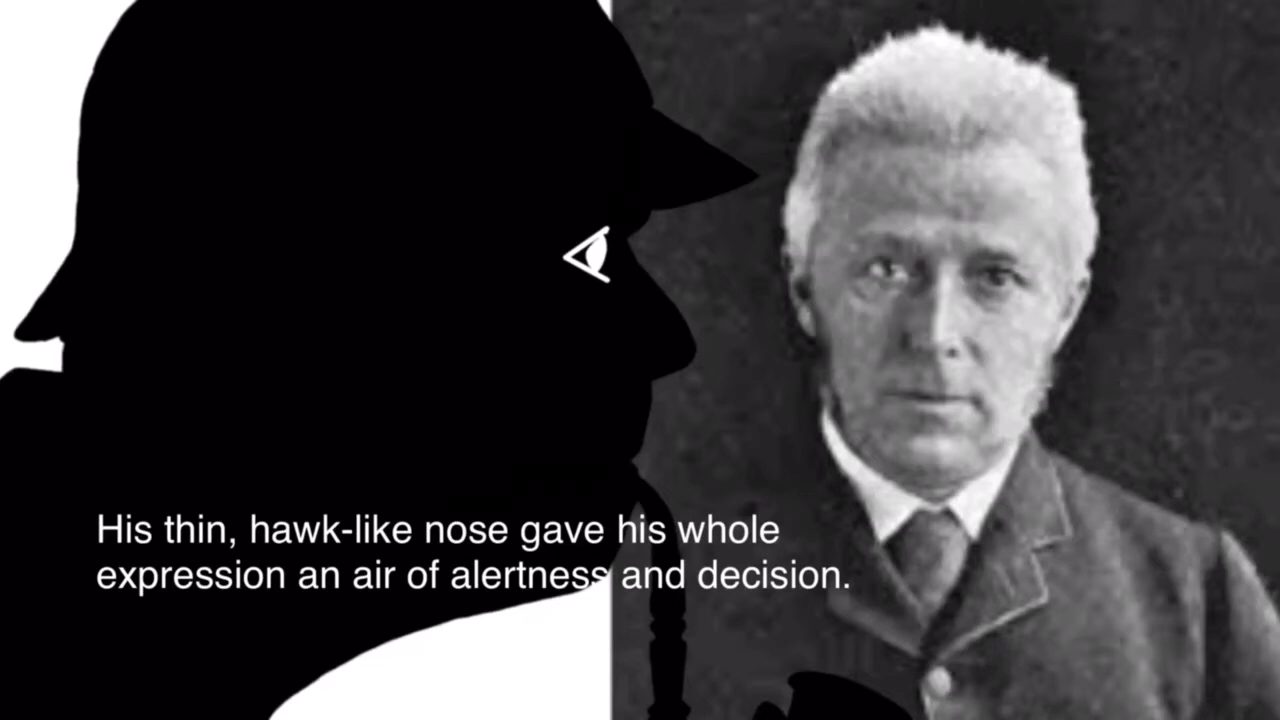 His thin, hawk-like nose gave his whole
expression an air of alertness and decision.